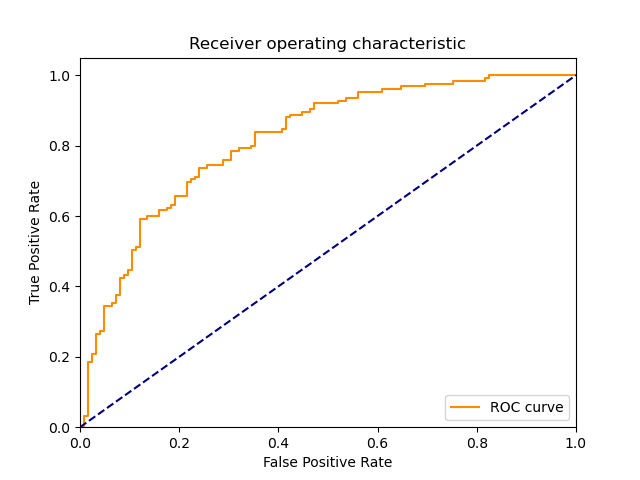 Receiver operating characteristic
1.0
0.8
0.6
0.4
0.2
0.0
True Positive Rate
0.0 0.2 0.4 0.6 0.8 1.0
False Positive Rate
ROC curve